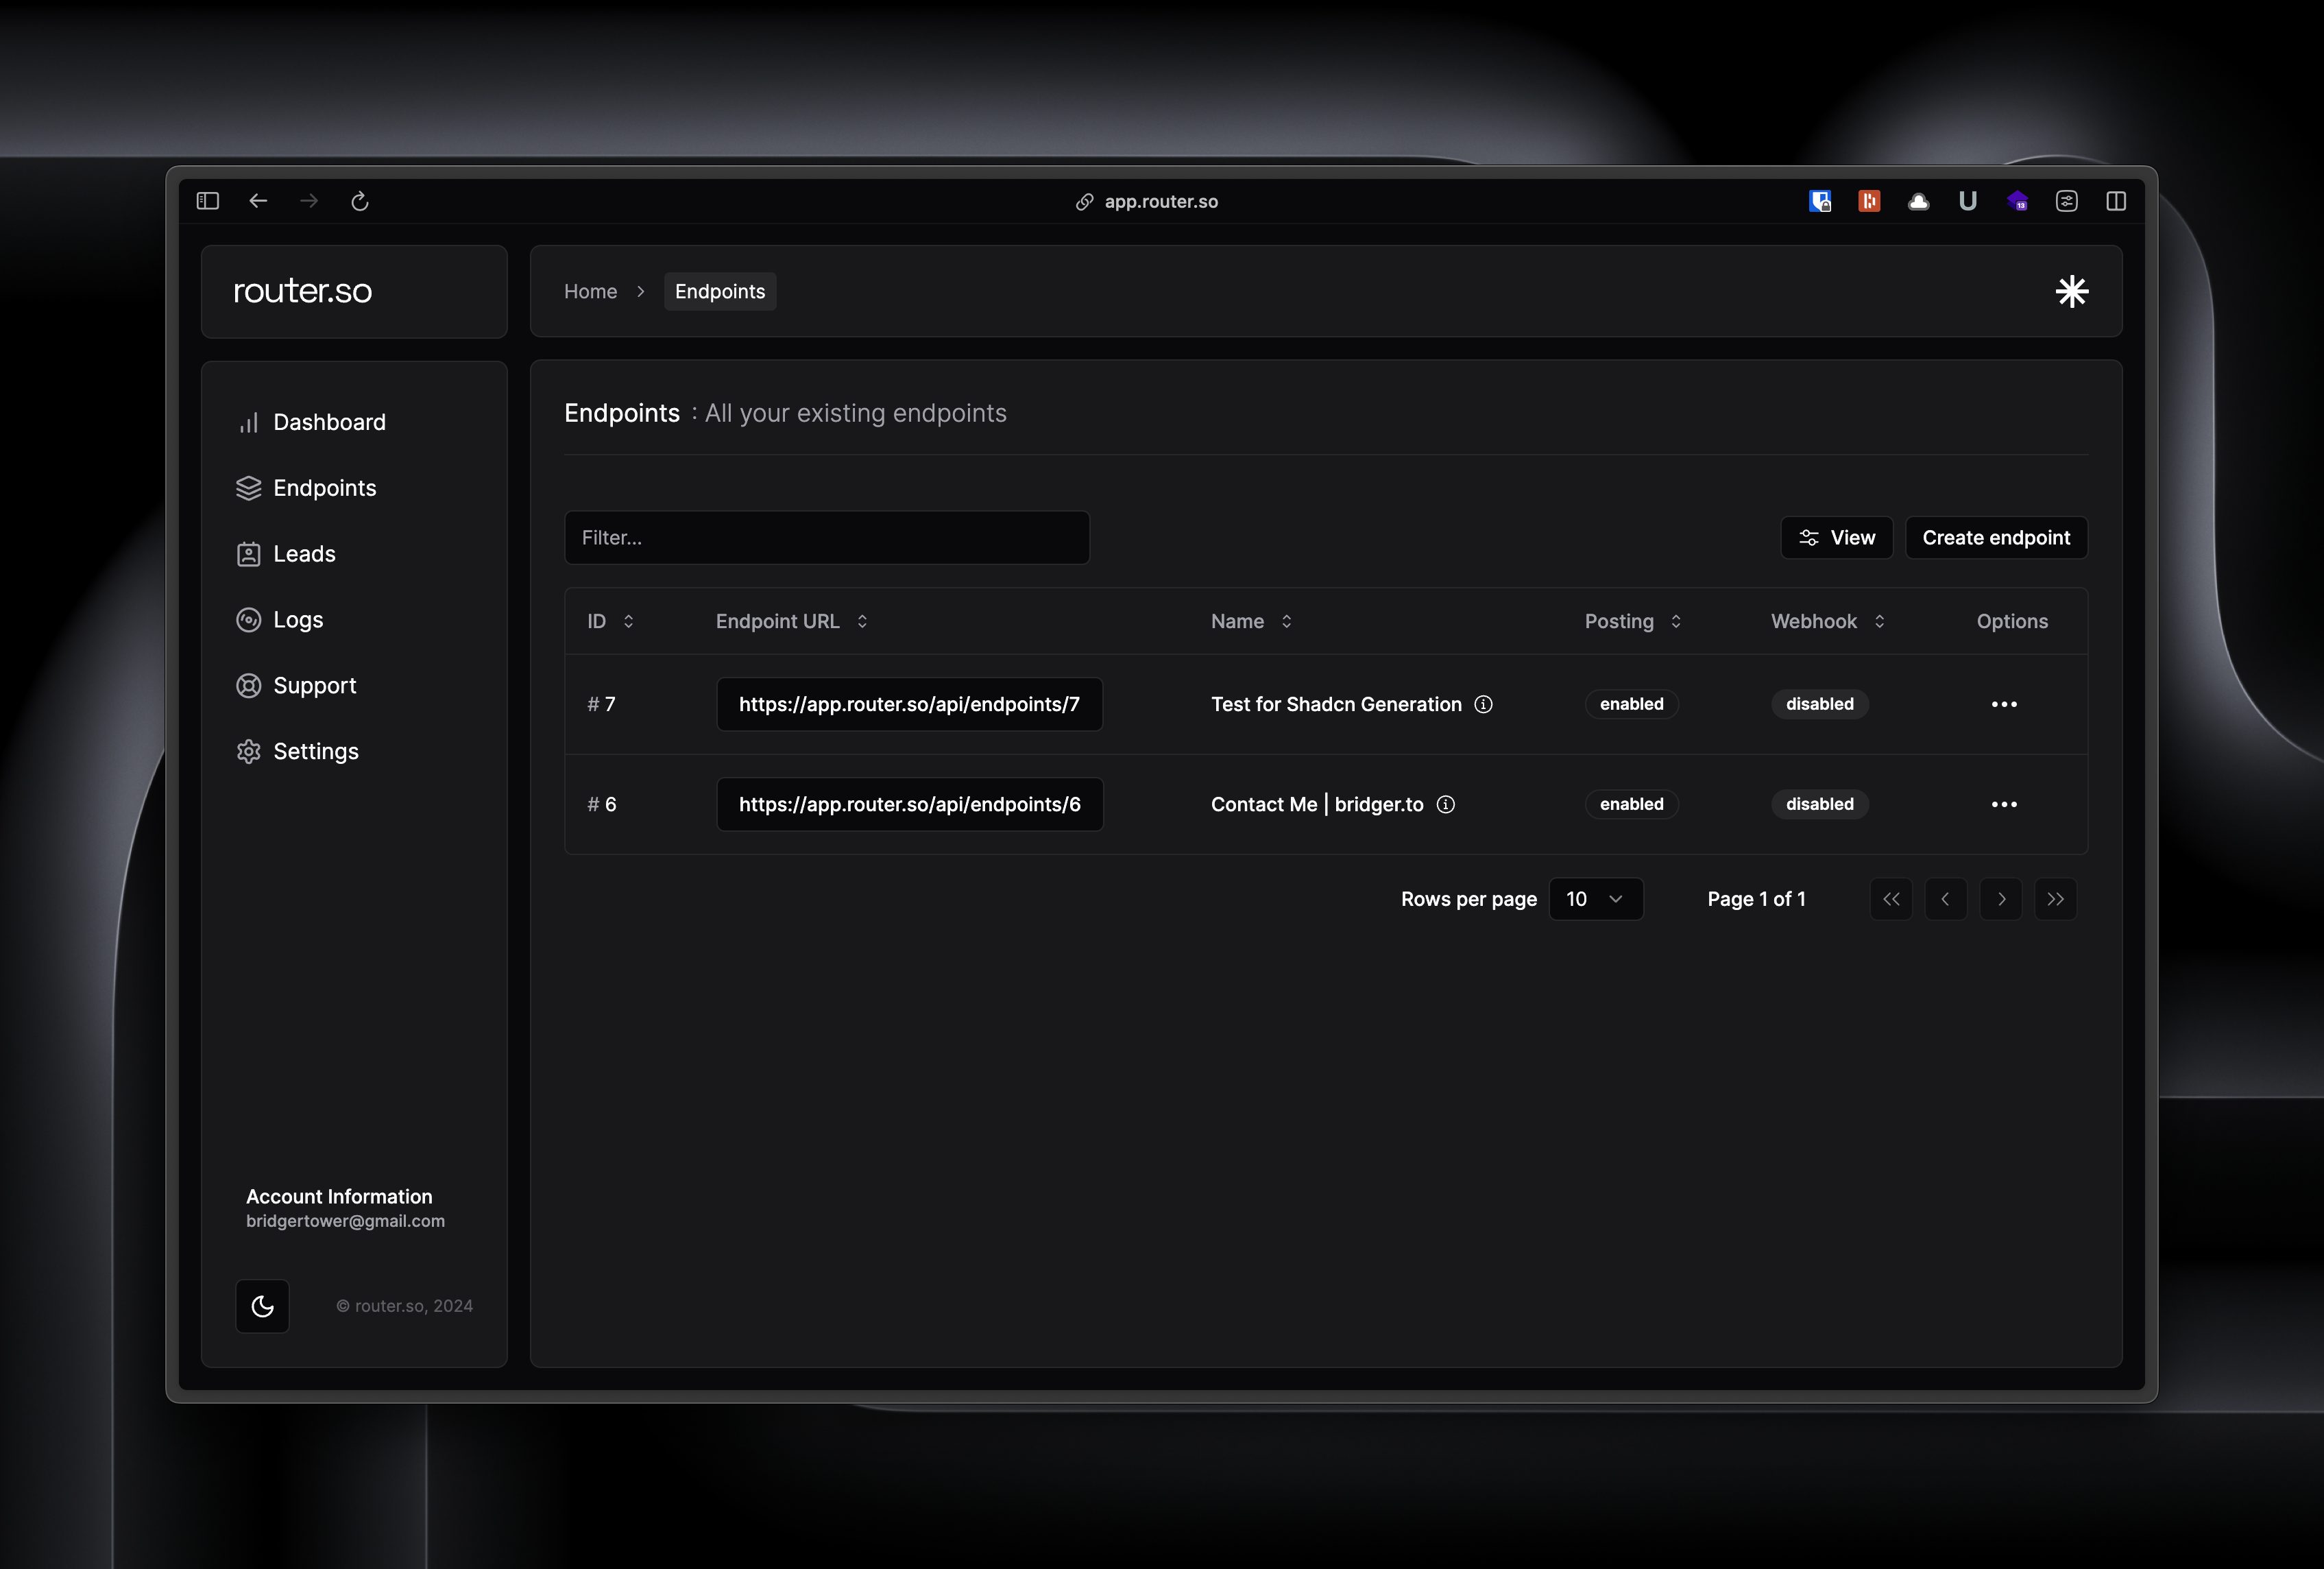 app.router.so
13
router.so
Home > Endpoints
Dashboard
Endpoints
Leads
Logs
Support
Settings
Account Information
bridgertower@gmail.com
© router.so, 2024
Endpoints : All your existing endpoints
Filter...
View
Create endpoint
ID Endpoint URL Name Posting Webhook Options
# 7 https://app.router.so/api/endpoints/7 Test for Shadcn Generation enabled disabled
# 6 https://app.router.so/api/endpoints/6 Contact Me | bridger.to enabled disabled
Rows per page 10 Page 1 of 1